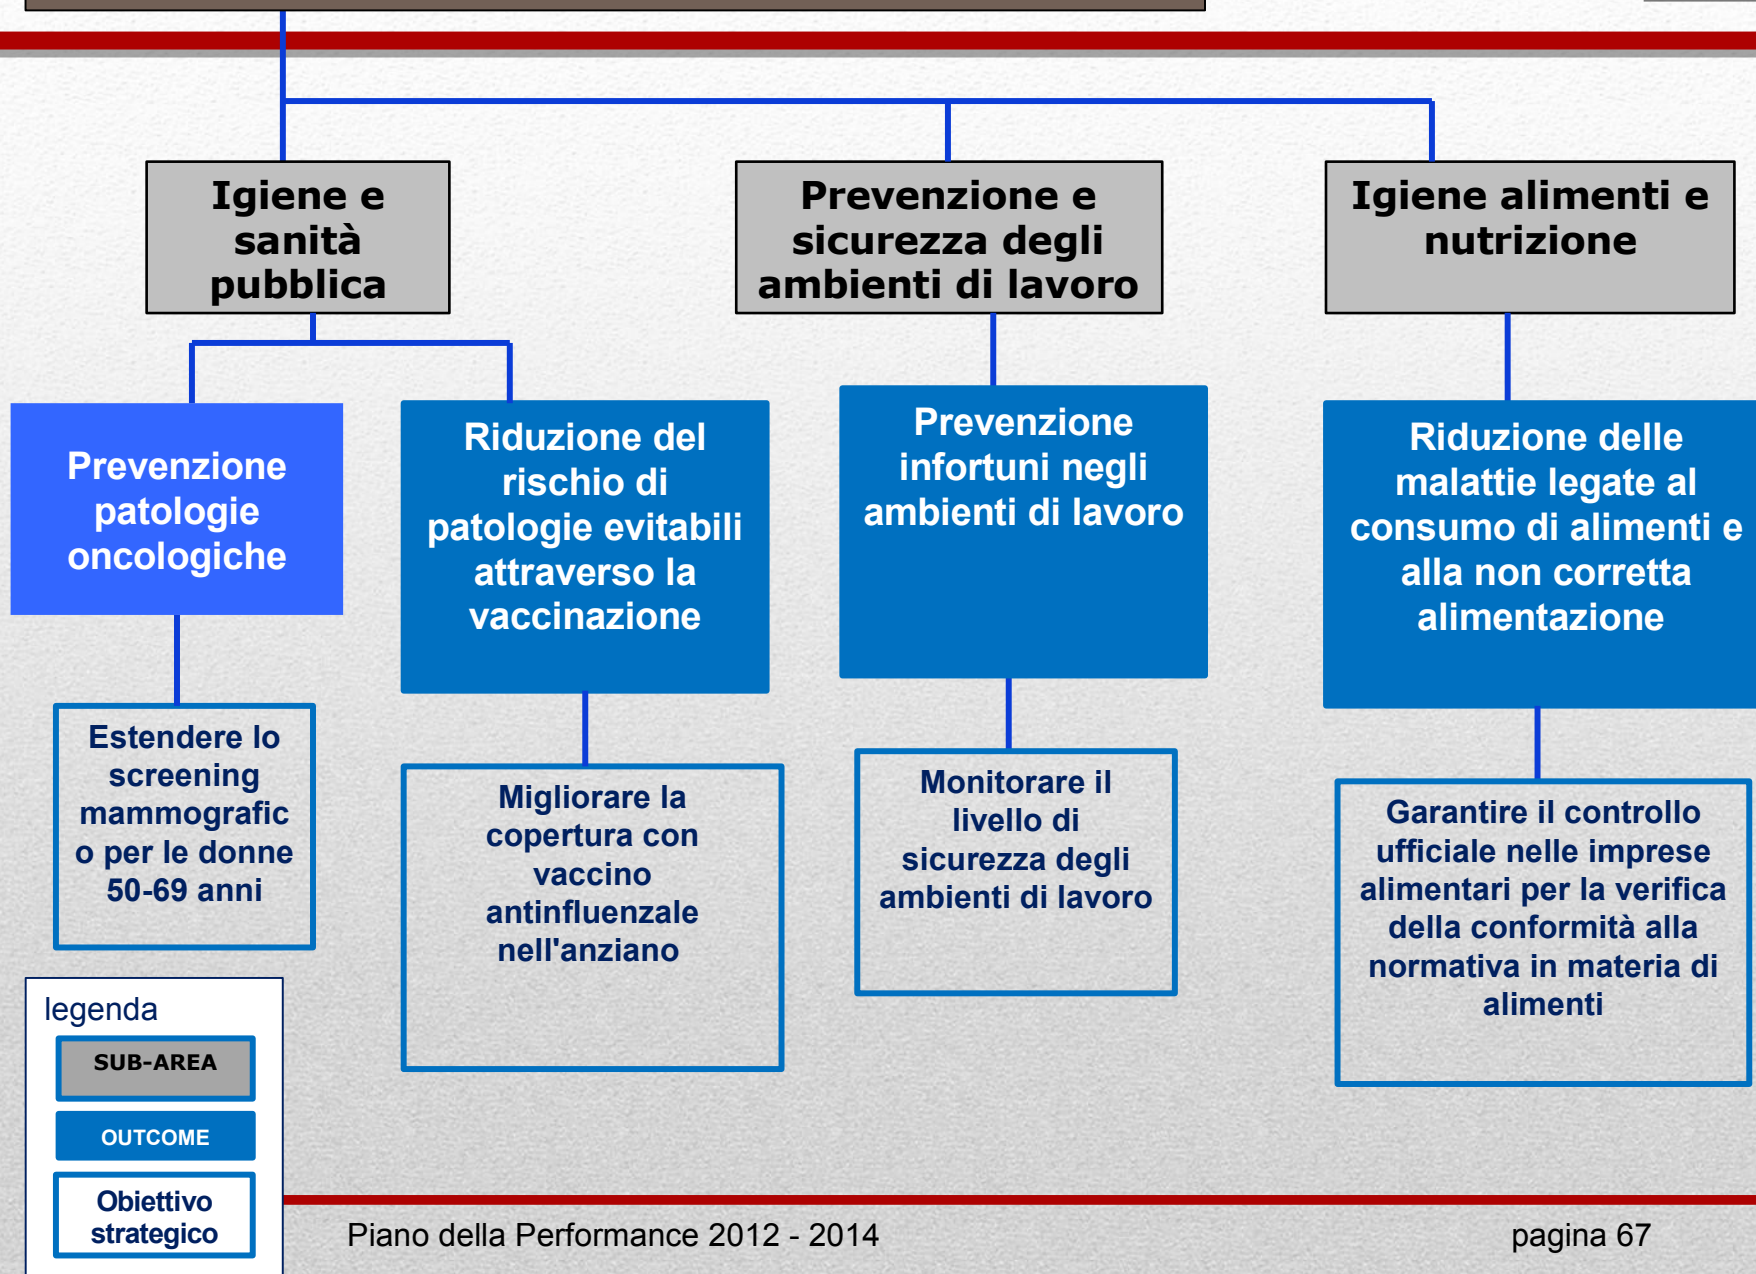 Igiene e
sanità
pubblica
Prevenzione e
sicurezza degli
ambienti di lavoro
Igiene alimenti e
nutrizione
Prevenzione
patologie
oncologiche
Riduzione del
rischio di
patologie evitabili
attraverso la
vaccinazione
Prevenzione
infortuni negli
ambienti di lavoro
Riduzione delle
malattie legate al
consumo di alimenti e
alla non corretta
alimentazione
Estendere lo
screening
mammografic
o per le donne
50-69 anni
Migliorare la
copertura con
vaccino
antinfluenzale
nell'anziano
Monitorare il
livello di
sicurezza degli
ambienti di lavoro
Garantire il controllo
ufficiale nelle imprese
alimentari per la verifica
della conformità alla
normativa in materia di
alimenti
legenda
SUB-AREA
OUTCOME
Obiettivo
strategico
Piano della Performance 2012 - 2014
pagina 67